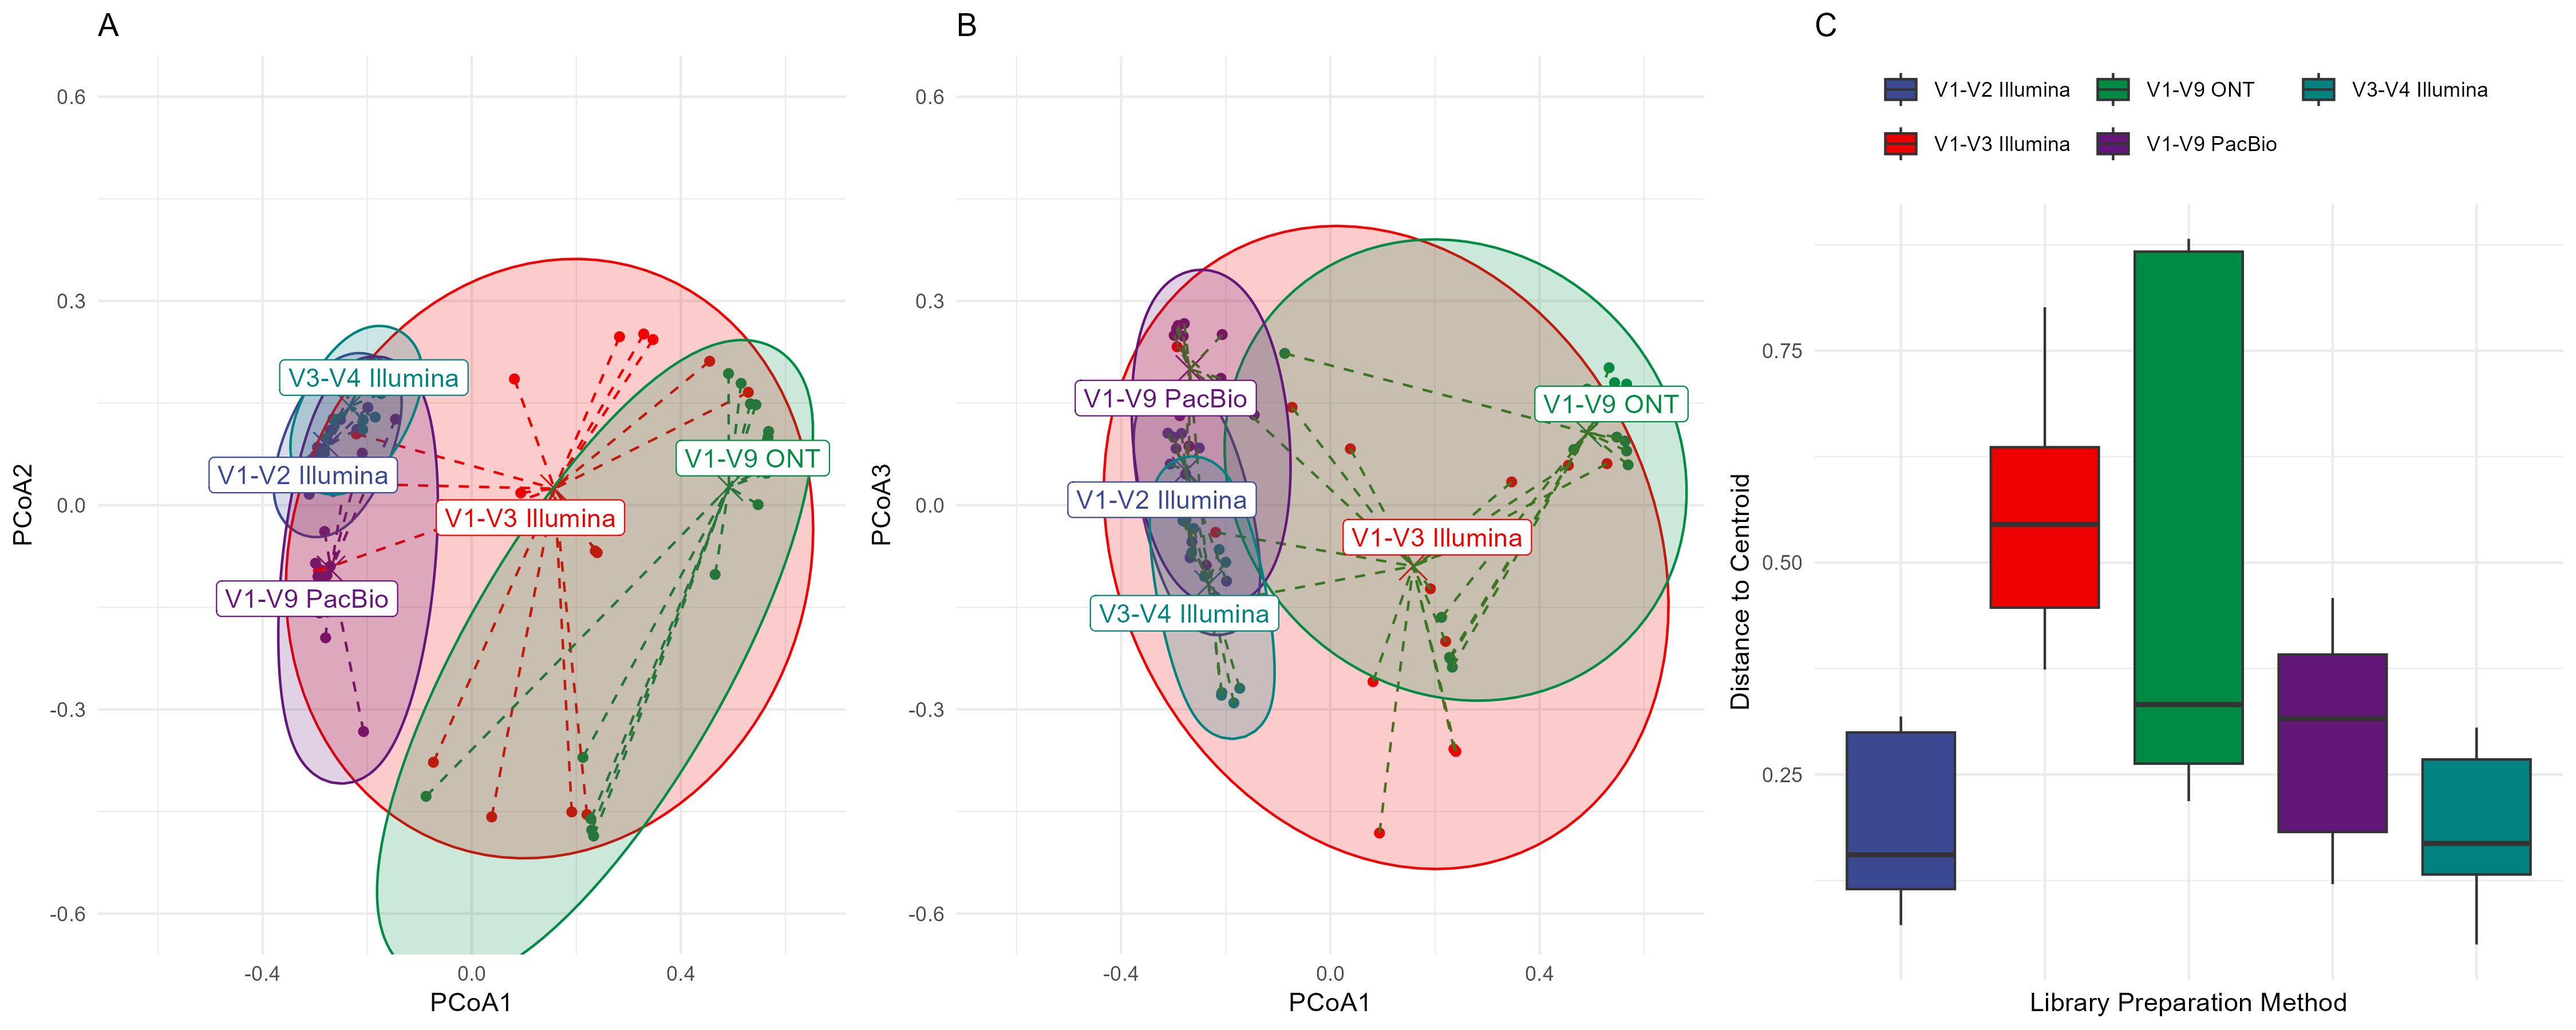 A
PCoA2
0.6
0.3
0.0
-0.3
-0.6
V3-V4 Illumina
V1-V2 Illumina
V1-V9 ONT
V1-V3 Illumina
V1-V9 PacBio
-0.4
0.0
0.4
PCoA1
B
PCoA3
0.6
0.3
0.0
-0.3
-0.6
V1-V9 PacBio
V1-V9 ONT
V1-V2 Illumina
V1-V3 Illumina
V3-V4 Illumina
-0.4
0.0
0.4
PCoA1
C
V1-V2 Illumina
V1-V9 ONT
V3-V4 Illumina
V1-V3 Illumina
V1-V9 PacBio
Distance to Centroid
0.75
0.50
0.25
Library Preparation Method